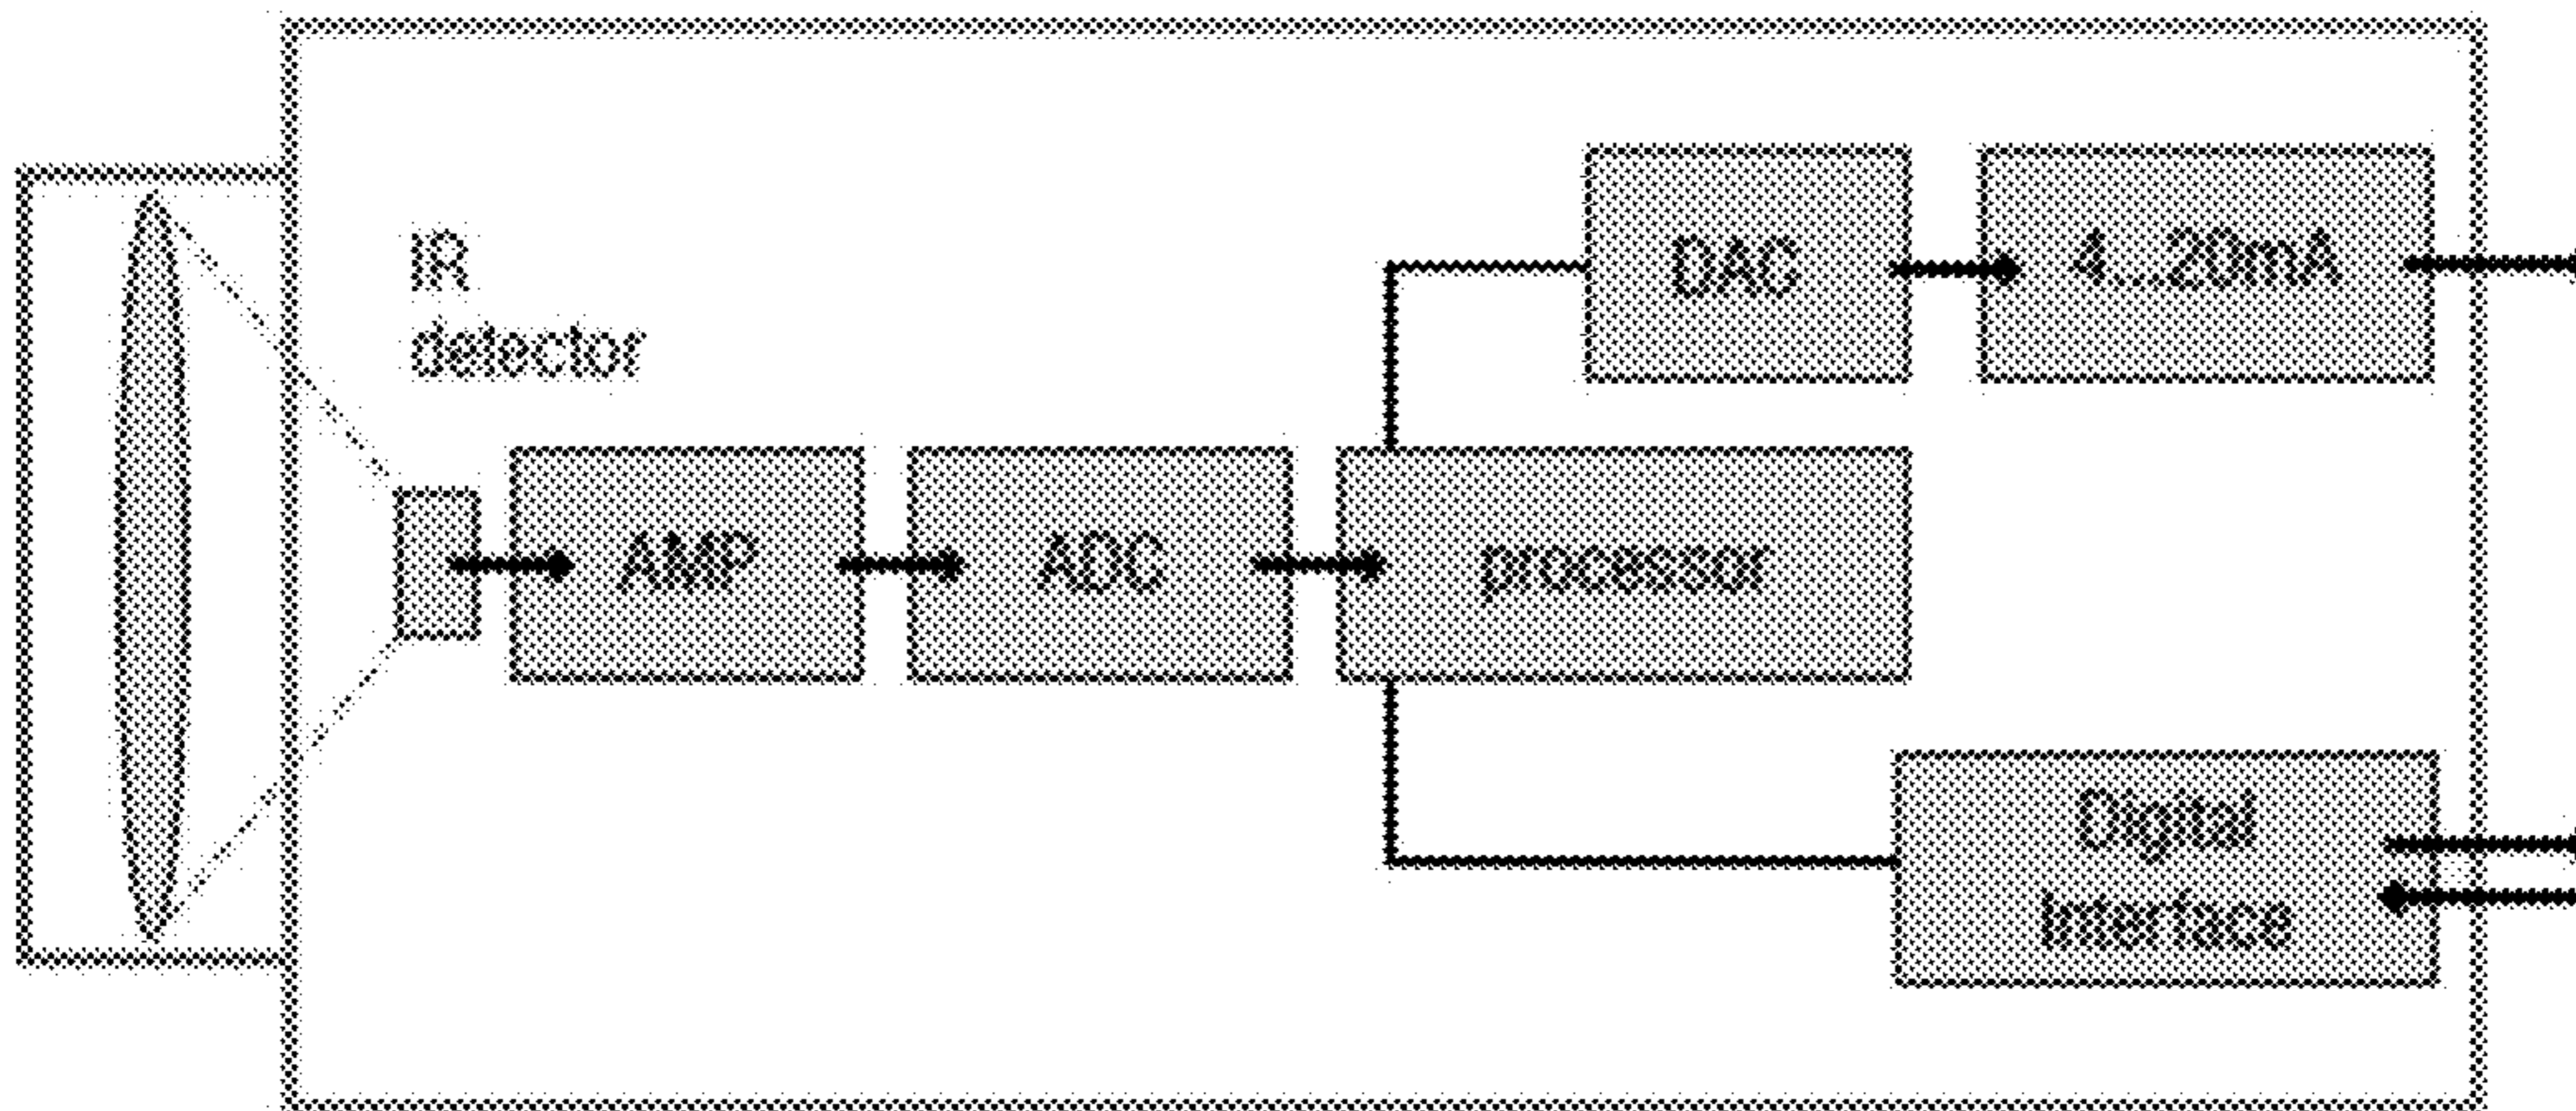 IR
detector
DAC
4...20mA
AMP
ADC
processor
Digital
Interface